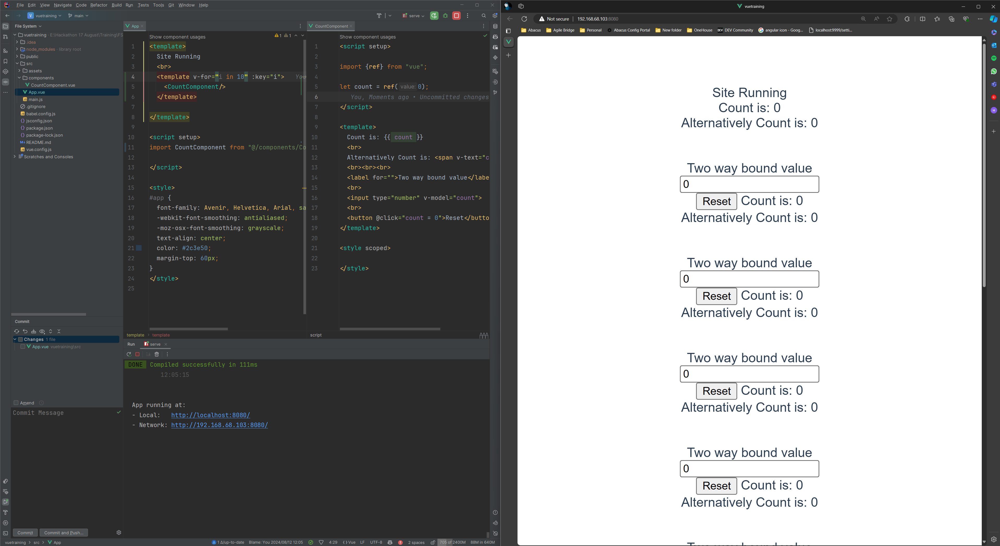 File Edit View Navigate Code Refactor Build Run Tests Tools Git Window Help
vuetraining main serve
File System
vuetraining E:\Hackathon 17 August\Training\FS
.idea
node_modules library root
public
src
assets
components
CountComponent.vue
App.vue
main.js
.gitignore
babel.config.js
jsconfig.json
package.json
package-lock.json
README.md
vue.config.js
Scratches and Consoles
Commit
Changes 1 file
App.vue vuetraining\src
Amend
Commit Message
Commit
Commit and Push...
App
Show component usages
1 1
1 <template>
2 Site Running
3 <br>
4 <template v-for="i in 10" :key="i"> You
5 <CountComponent/>
6 </template>
7
8 </template>
9
10 <script setup>
11 import CountComponent from "@/components/Co
12
13 </script>
14
15 <style>
16 #app {
17 font-family: Avenir, Helvetica, Arial, sa
18 -webkit-font-smoothing: antialiased;
19 -moz-osx-font-smoothing: grayscale;
20 text-align: center;
21 color: #2c3e50;
22 margin-top: 60px;
23 }
24 </style>
25
template > template
CountComponent
Show component usages
1 <script setup>
2
3 import {ref} from "vue";
4
5 let count = ref( value: 0);
6 You, Moments ago • Uncommitted changes
7 </script>
8
9 <template>
10 Count is: {{ count }}
11 <br>
12 Alternatively Count is: <span v-text="c
13 <br><br><br>
14 <label for="">Two way bound value</labe
15 <br>
16 <input type="number" v-model="count">
17 <br>
18 <button @click="count = 0">Reset</butto
19 </template>
20
21 <style scoped>
22
23 </style>
script
Run serve
DONE Compiled successfully in 111ms
12:05:15
App running at:
- Local: http://localhost:8080/
- Network: http://192.168.68.103:8080/
vuetraining > src > App
1 Δ/up-to-date Blame: You 2024/08/12 12:05 4:29 {} Vue LF UTF-8 2 spaces 705 of 2400M 88M in 640M
vuetraining
Not secure 192.168.68.103:8080
Abacus Agile Bridge Personal Abacus Config Portal New folder OneHouse DEV DEV Community angular icon - Goog... localhost:9999/setti...
Site Running
Count is: 0
Alternatively Count is: 0
Two way bound value
0
Reset Count is: 0
Alternatively Count is: 0
Two way bound value
0
Reset Count is: 0
Alternatively Count is: 0
Two way bound value
0
Reset Count is: 0
Alternatively Count is: 0
Two way bound value
0
Reset Count is: 0
Alternatively Count is: 0
Two way bound value